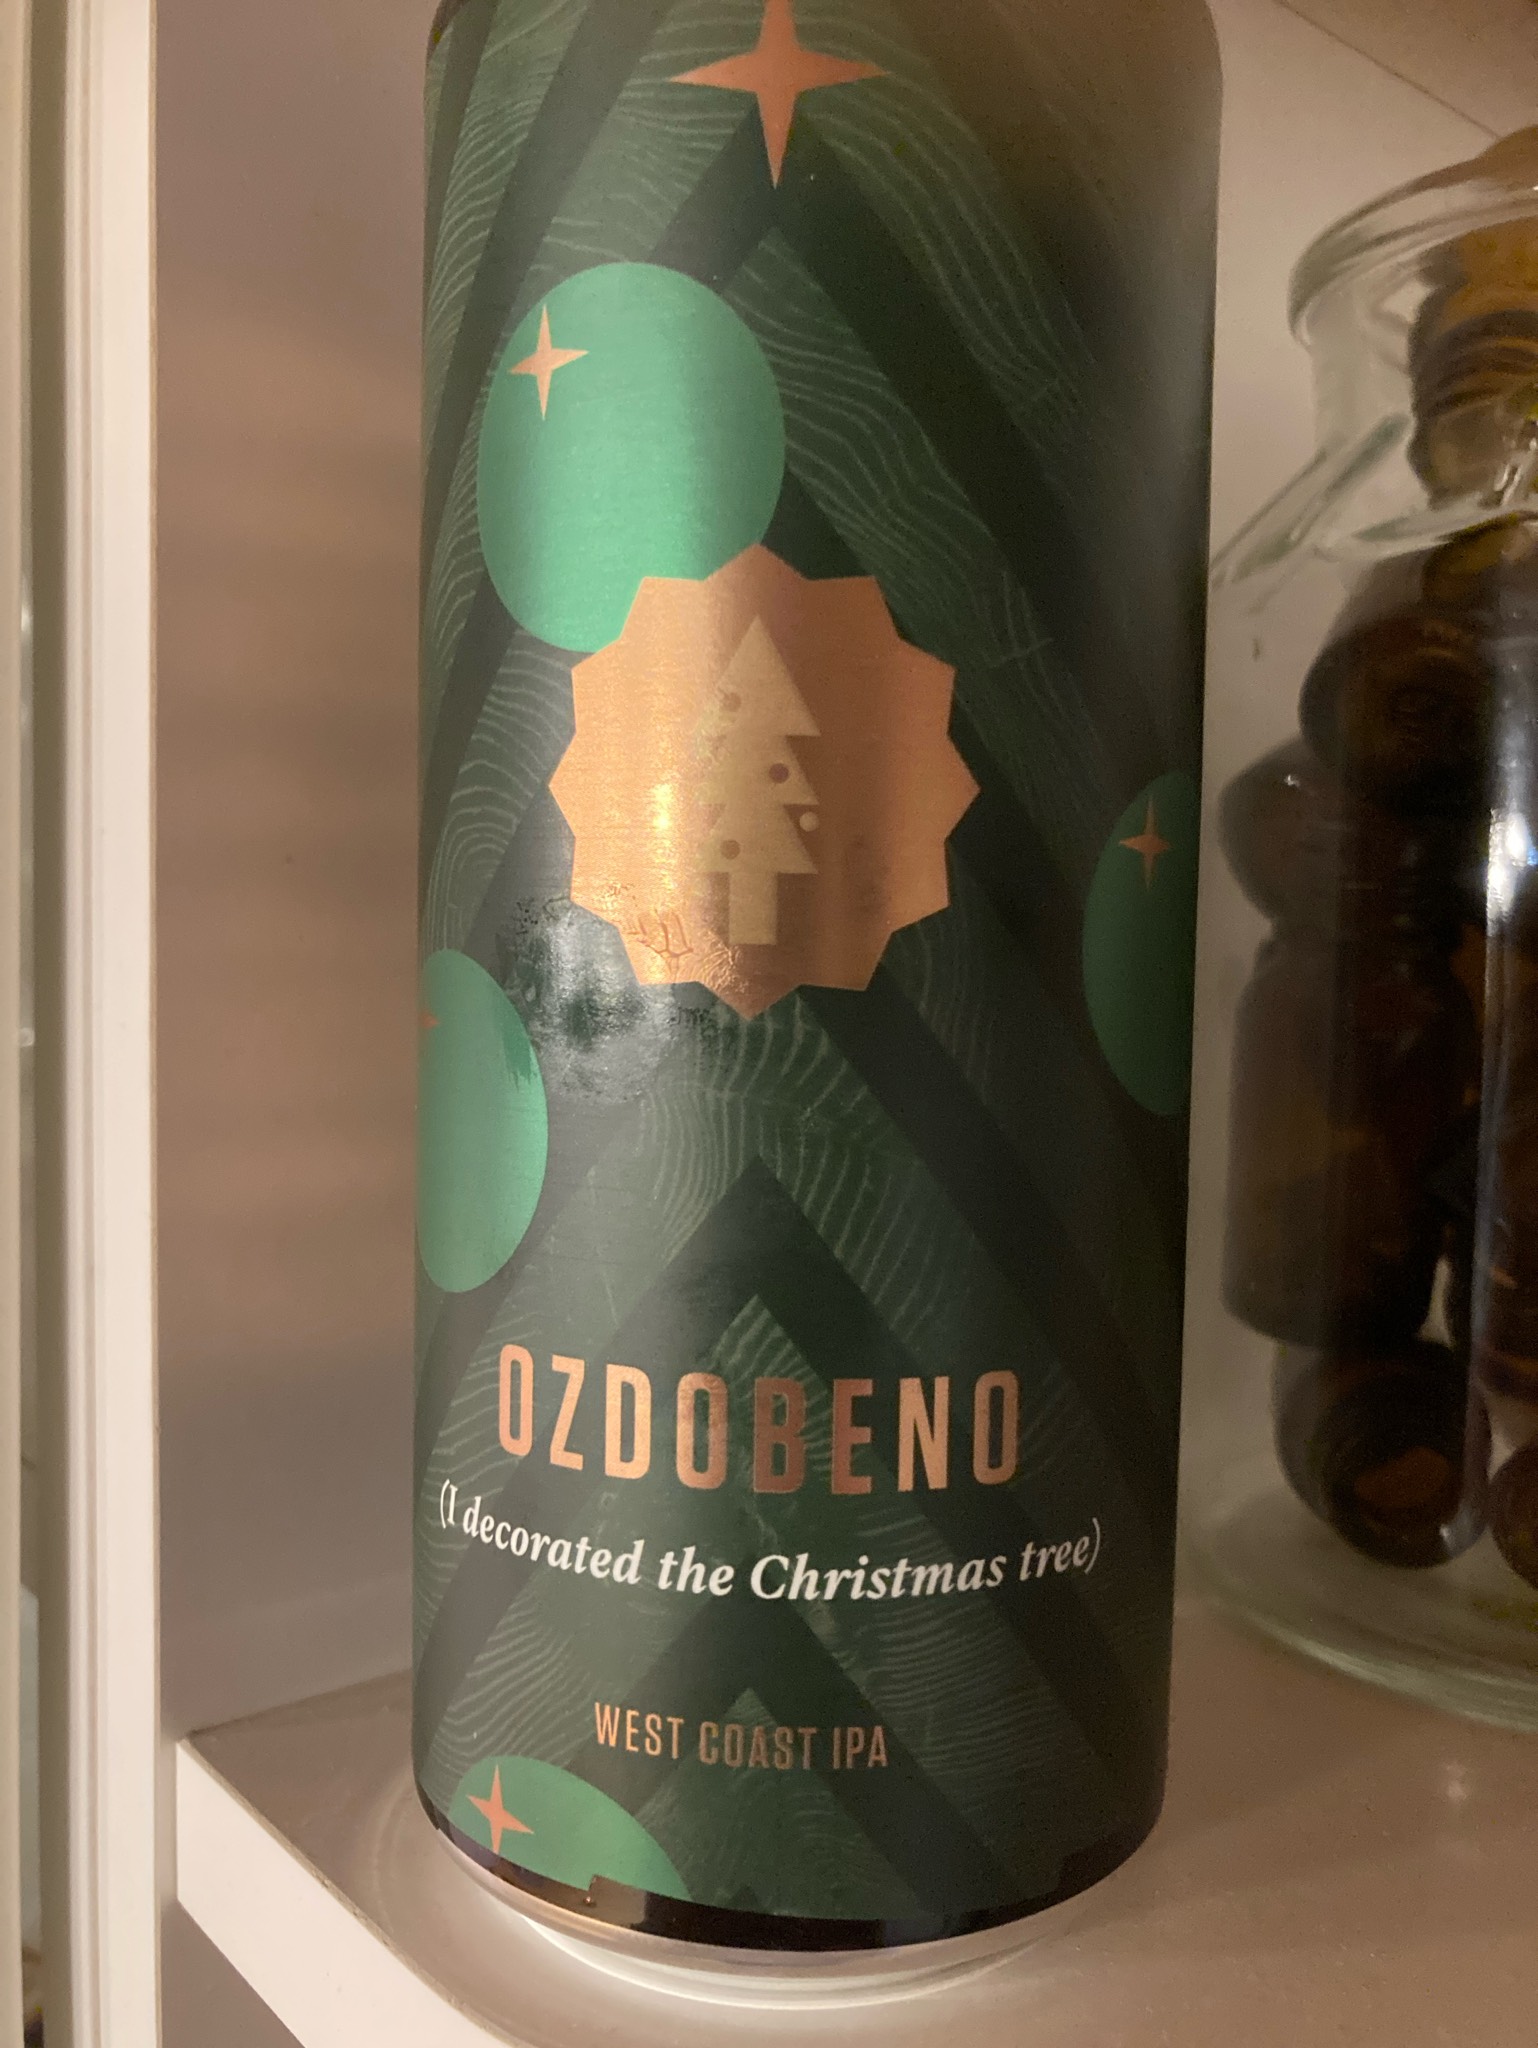 OZDOBENO
(I decorated the Christmas tree)
WEST COAST IPA